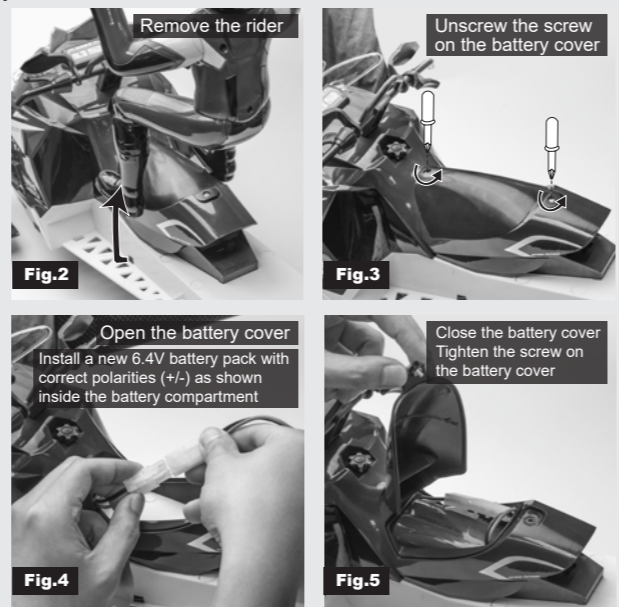 Remove the rider
Fig.2
Unscrew the screw
on the battery cover
Fig.3
Open the battery cover
Install a new 6.4V battery pack with
correct polarities (+/-) as shown
inside the battery compartment
Fig.4
Close the battery cover
Tighten the screw on
the battery cover
Fig.5